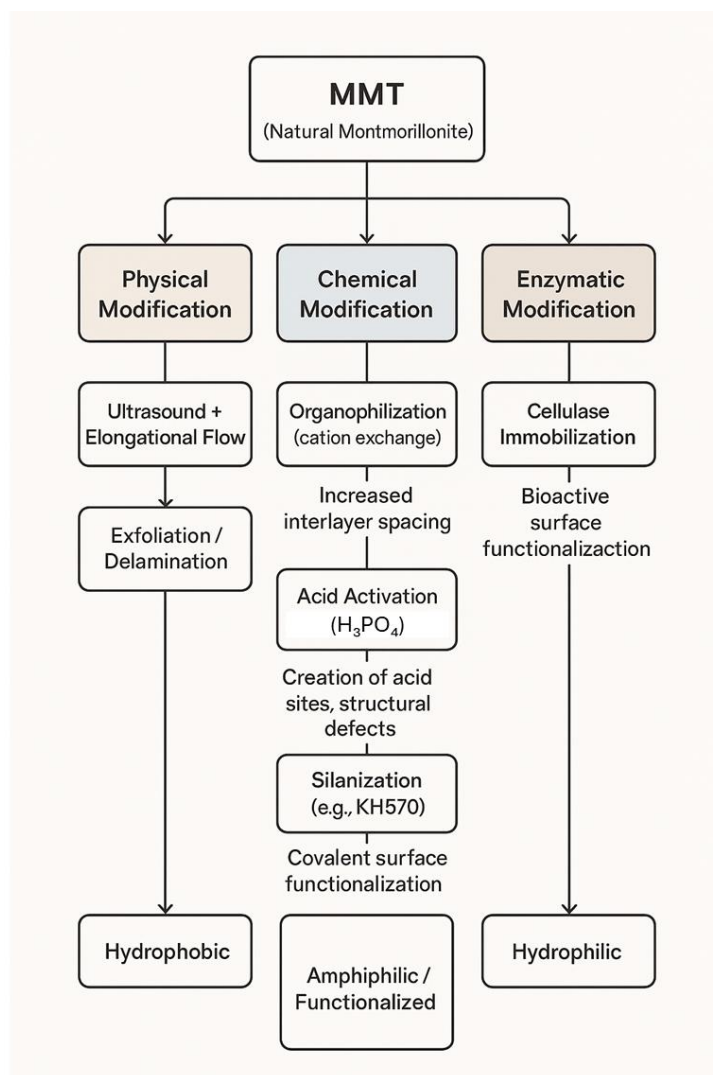 MMT
(Natural Montmorillonite)
Physical
Modification
Chemical
Modification
Enzymatic
Modification
Ultrasound +
Elongational Flow
Organophilization
(cation exchange)
Cellulase
Immobilization
Increased
interlayer spacing
Bioactive
surface
functionalizaction
Exfoliation /
Delamination
Acid Activation
(H₃PO₄)
Creation of acid
sites, structural
defects
Silanization
(e.g., KH570)
Covalent surface
functionalization
Hydrophobic
Amphiphilic /
Functionalized
Hydrophilic